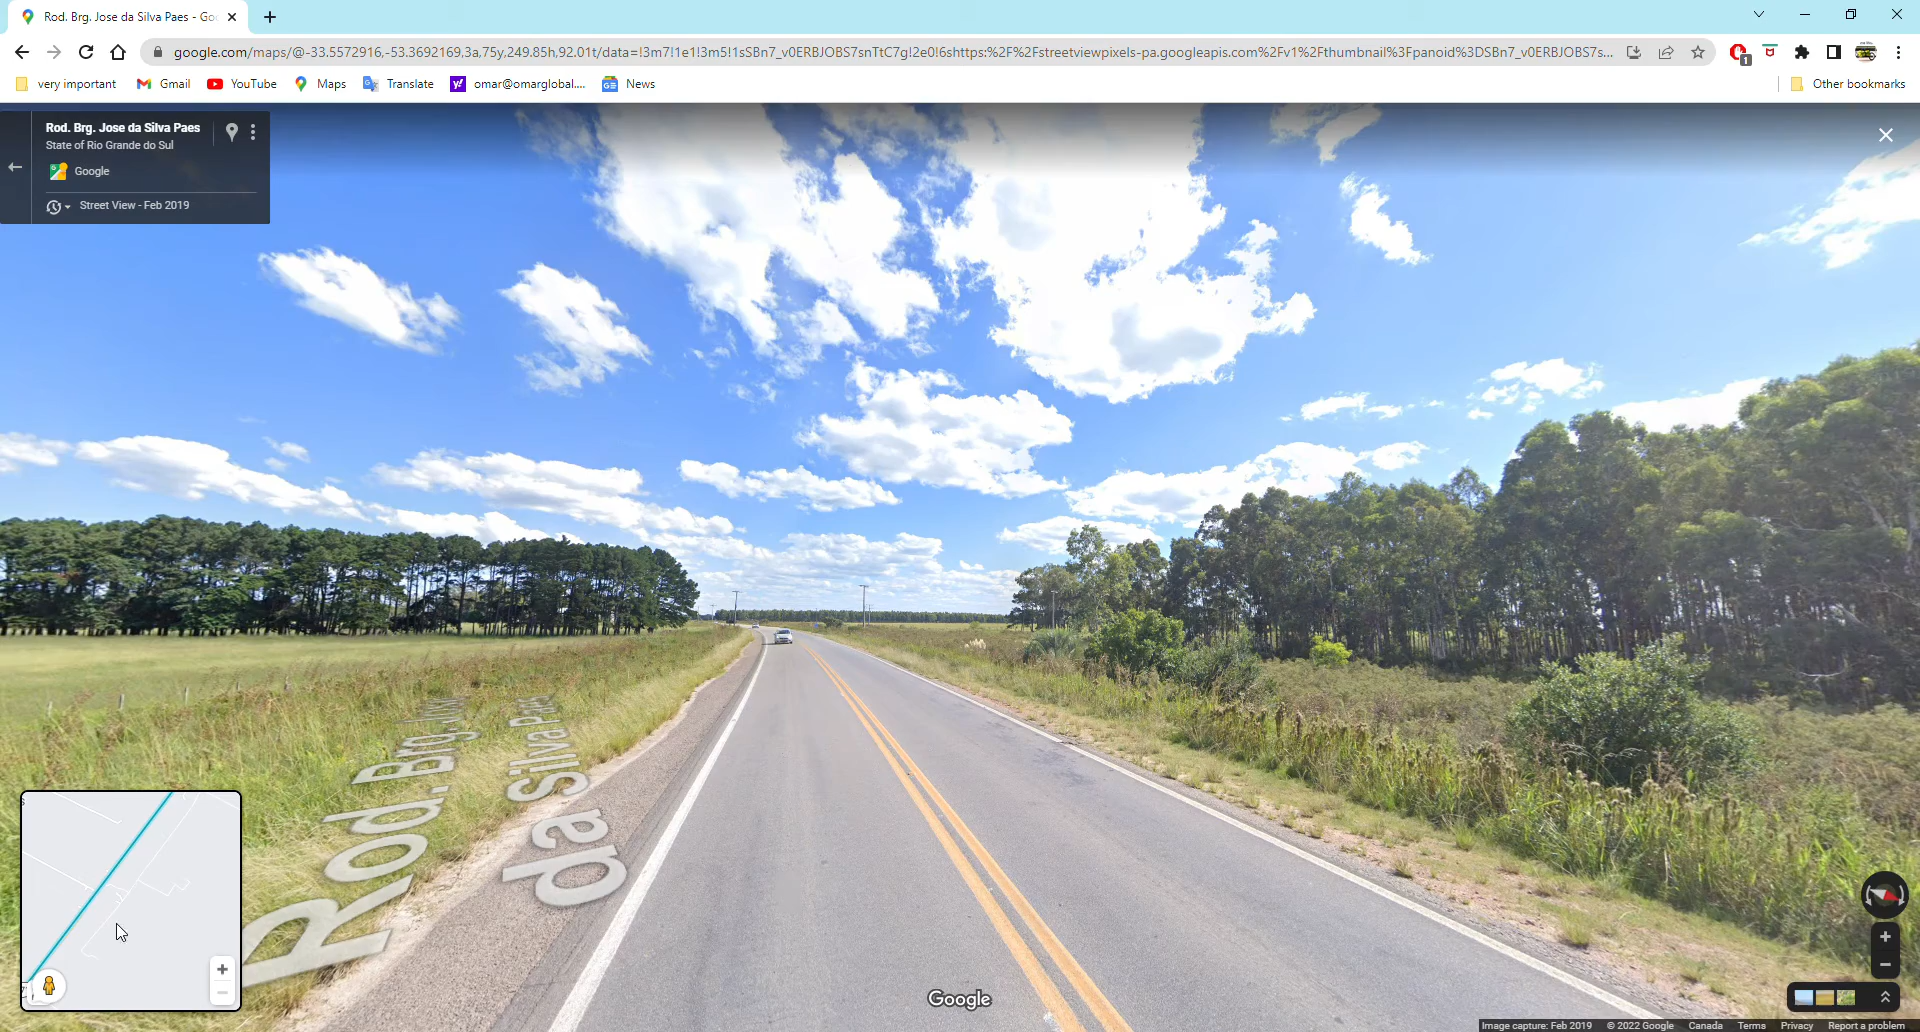 Rod. Brg. Jose da Silva Paes - Go
google.com/maps/@-33.5572916,-53.3692169,3a,75y,249.85h,92.01t/data=!3m7!1e1!3m5!1sSBn7_v0ERBJOBS7snTtC7g!2e0!6shttps:%2F%2Fstreetviewpixels-pa.googleapis.com%2Fv1%2Fthumbnail%3Fpanoid%3DSBn7_v0ERBJOBS7s...
1
very important Gmail YouTube Maps Translate omar@omarglobal.... News Other bookmarks
Rod. Brg. Jose da Silva Paes
State of Rio Grande do Sul
Google
Street View - Feb 2019
Rod. Brg. Jose
da Silva Paes
Google
Image capture: Feb 2019 © 2022 Google Canada Terms Privacy Report a problem